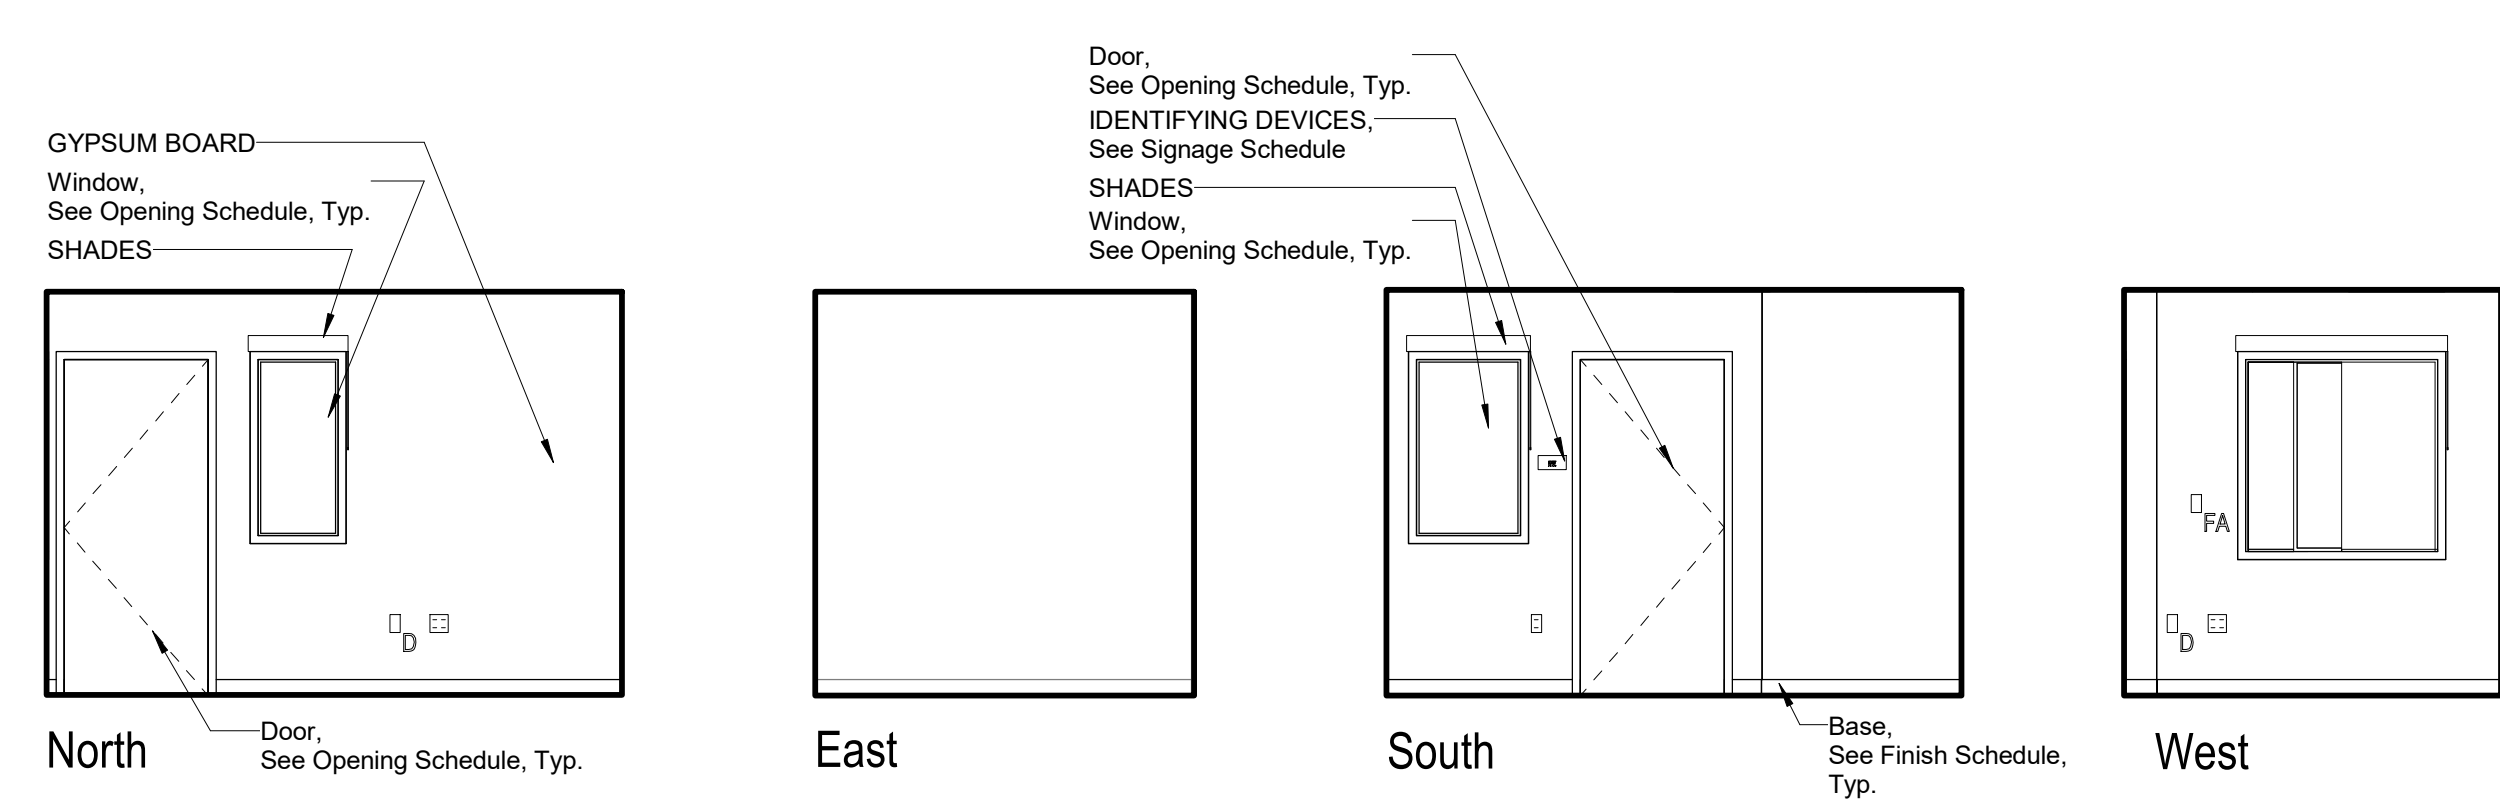 GYPSUM BOARD
Window,
See Opening Schedule, Typ.
SHADES
D
North
Door,
See Opening Schedule, Typ.
East
Door,
See Opening Schedule, Typ.
IDENTIFYING DEVICES,
See Signage Schedule
SHADES
Window,
See Opening Schedule, Typ.
South
Base,
See Finish Schedule,
Typ.
FA
D
West